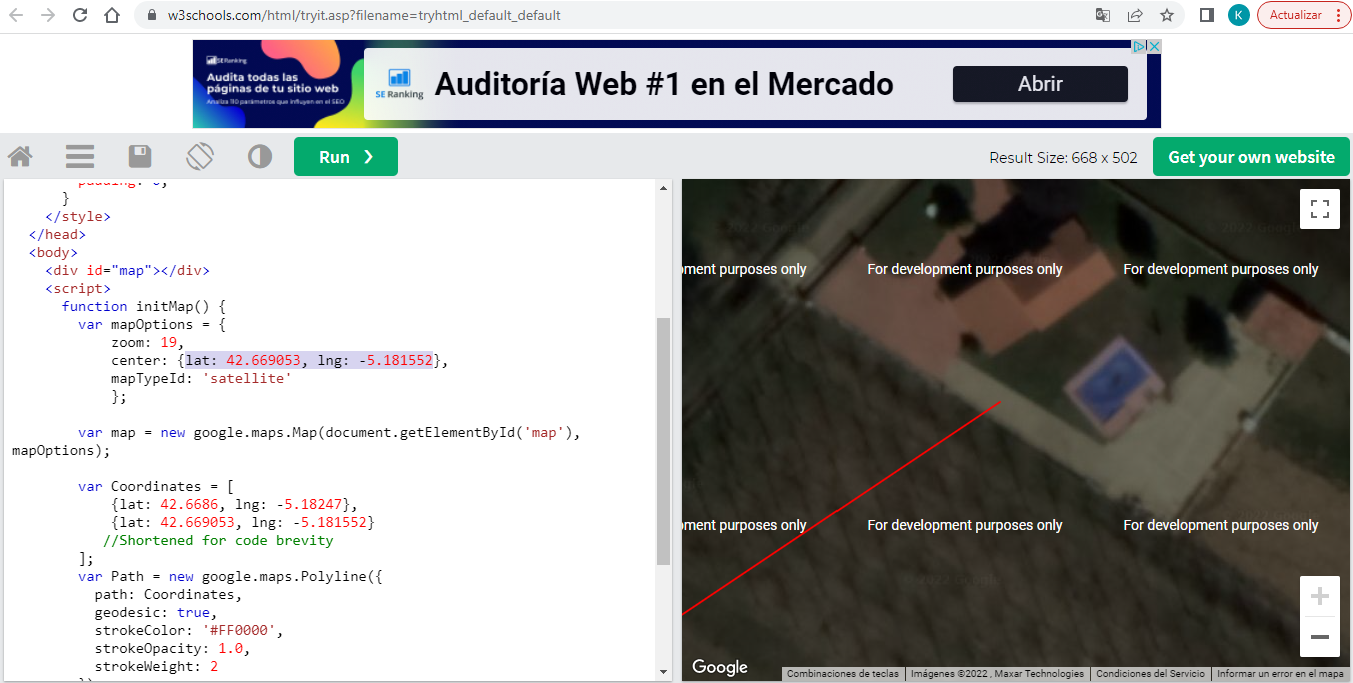 w3schools.com/html/tryit.asp?filename=tryhtml_default_default
K
Actualizar
SE Ranking
Audita todas las
páginas de tu sitio web
Analiza 110 parámetros que influyen en el SEO
SE Ranking
Auditoría Web #1 en el Mercado
Abrir
Run ❯
Result Size: 668 x 502
Get your own website
padding: 0;
}
</style>
</head>
<body>
<div id="map"></div>
<script>
function initMap() {
var mapOptions = {
zoom: 19,
center: {lat: 42.669053, lng: -5.181552},
mapTypeId: 'satellite'
};
var map = new google.maps.Map(document.getElementById('map'),
mapOptions);
var Coordinates = [
{lat: 42.6686, lng: -5.18247},
{lat: 42.669053, lng: -5.181552}
//Shortened for code brevity
];
var Path = new google.maps.Polyline({
path: Coordinates,
geodesic: true,
strokeColor: '#FF0000',
strokeOpacity: 1.0,
strokeWeight: 2
})
pment purposes only
For development purposes only
For development purposes only
pment purposes only
For development purposes only
For development purposes only
© 2022 Google
Google
Combinaciones de teclas
Imágenes ©2022 , Maxar Technologies
Condiciones del Servicio
Informar un error en el mapa